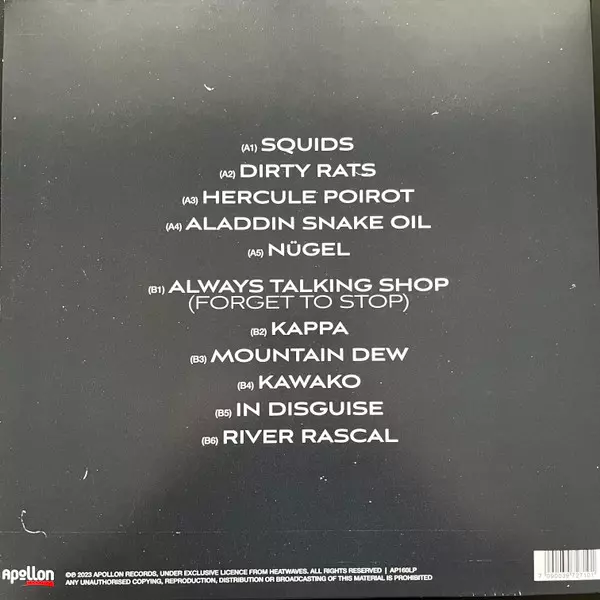 (A1) SQUIDS
(A2) DIRTY RATS
(A3) HERCULE POIROT
(A4) ALADDIN SNAKE OIL
(A5) NÜGEL
(B1) ALWAYS TALKING SHOP
(FORGET TO STOP)
(B2) KAPPA
(B3) MOUNTAIN DEW
(B4) KAWAKO
(B5) IN DISGUISE
(B6) RIVER RASCAL
Apollon
©℗ 2023 APOLLON RECORDS, UNDER EXCLUSIVE LICENCE FROM HEATWAVES. ALL RIGHTS RESERVED | AP160LP
ANY UNAUTHORISED COPYING, REPRODUCTION, DISTRIBUTION OR BROADCASTING OF THIS MATERIAL IS PROHIBITED